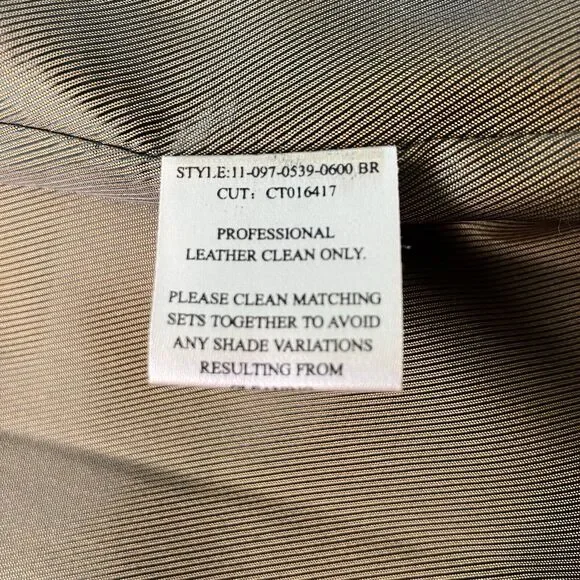 STYLE:11-097-0539-0600 BR
CUT: CT016417
PROFESSIONAL
LEATHER CLEAN ONLY.
PLEASE CLEAN MATCHING
SETS TOGETHER TO AVOID
ANY SHADE VARIATIONS
RESULTING FROM